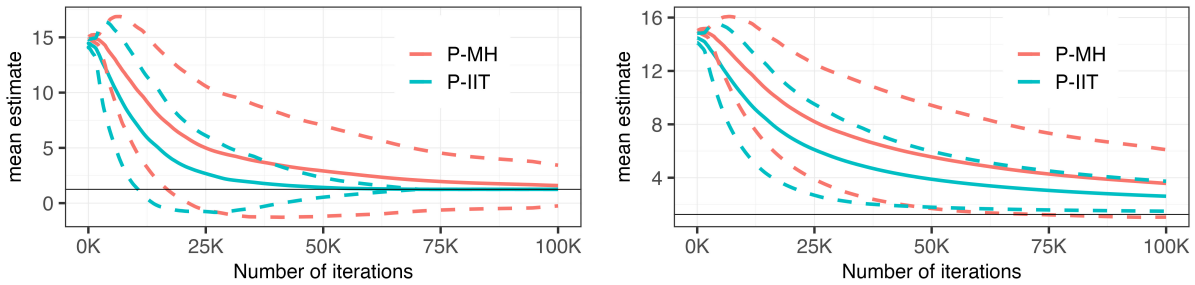 mean estimate
15
10
5
0
P-MH
P-IIT
0K
25K
50K
75K
100K
Number of iterations
mean estimate
16
12
8
4
P-MH
P-IIT
0K
25K
50K
75K
100K
Number of iterations